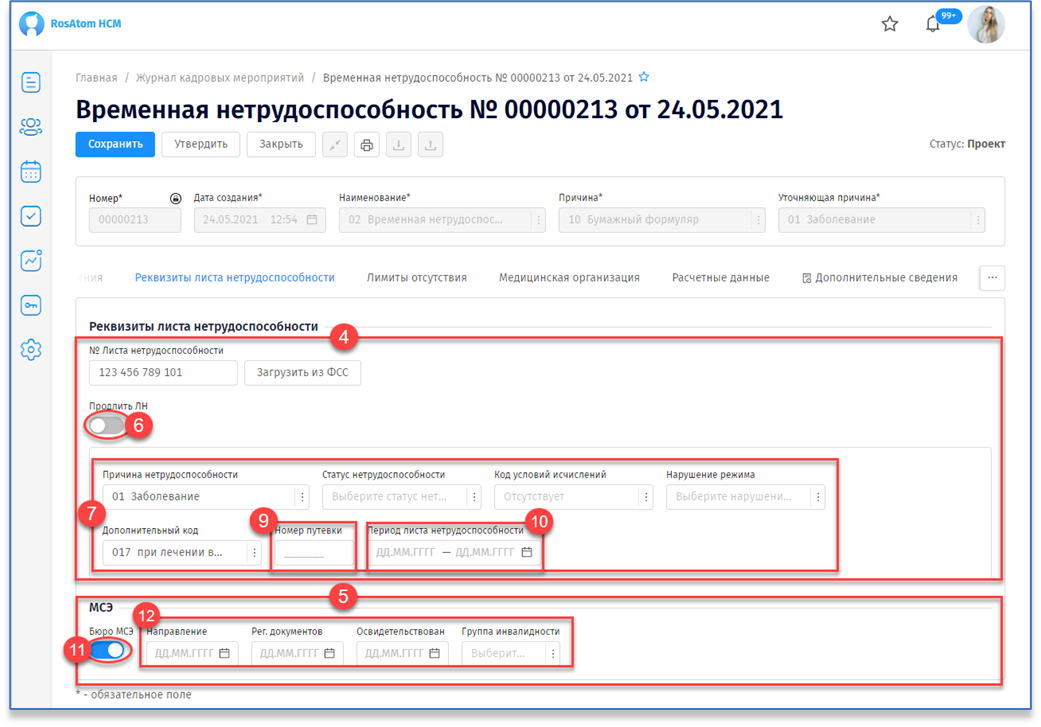 RosAtom HCM
99+
Главная / Журнал кадровых мероприятий / Временная нетрудоспособность № 00000213 от 24.05.2021
Временная нетрудоспособность № 00000213 от 24.05.2021
Сохранить Утвердить Закрыть Статус: Проект
Номер* Дата создания* Наименование* Причина* Уточняющая причина*
00000213 24.05.2021 12:54 02 Временная нетрудоспос... 10 Бумажный формуляр 01 Заболевание
ния Реквизиты листа нетрудоспособности Лимиты отсутствия Медицинская организация Расчетные данные Дополнительные сведения ...
Реквизиты листа нетрудоспособности
4
№ Листа нетрудоспособности
123 456 789 101 Загрузить из ФСС
Продлить ЛН
6
Причина нетрудоспособности Статус нетрудоспособности Код условий исчислений Нарушение режима
01 Заболевание Выберите статус нет... Отсутствует Выберите нарушени...
7 9 10
Дополнительный код Номер путевки Период листа нетрудоспособности
017 при лечении в... _______ ДД.ММ.ГГГГ — ДД.ММ.ГГГГ
5
МСЭ
12
Бюро МСЭ Направление Рег. документов Освидетельствован Группа инвалидности
11 ДД.ММ.ГГГГ ДД.ММ.ГГГГ ДД.ММ.ГГГГ Выберит...
* - обязательное поле